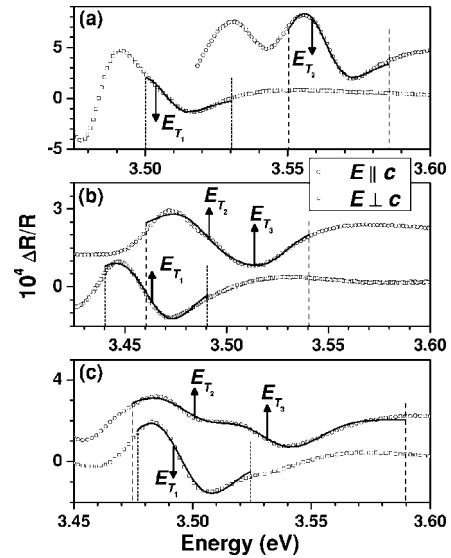 (a)
5
0
-5
E_T1
E_T2
3.50
3.55
3.60
○ E ∥ c
□ E ⊥ c
(b)
3
0
E_T1
E_T2
E_T3
3.45
3.50
3.55
3.60
10⁴ ΔR/R
(c)
4
0
E_T1
E_T2
E_T3
3.45
3.50
3.55
3.60
Energy (eV)